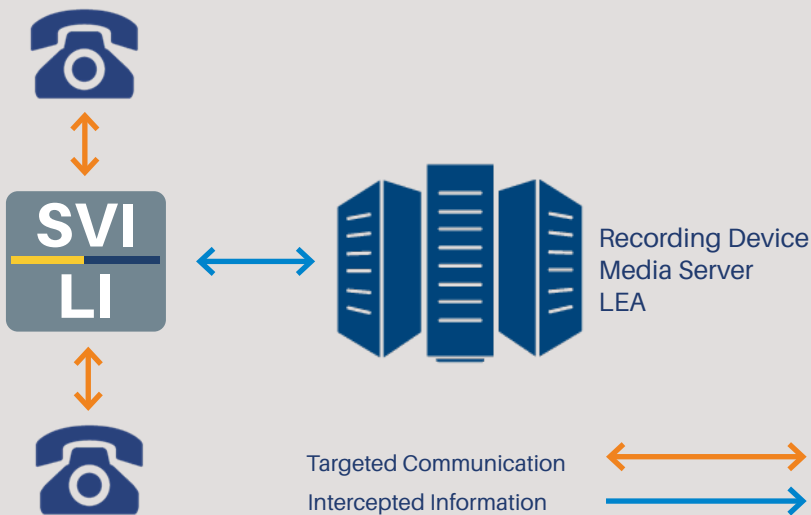 SVI
LI
Recording Device
Media Server
LEA
Targeted Communication
Intercepted Information